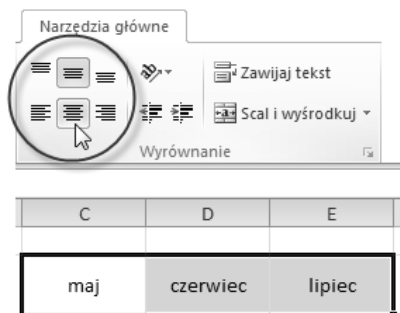 Narzędzia główne
Zawijaj tekst
Scal i wyśrodkuj
Wyrównanie
C D E
maj czerwiec lipiec